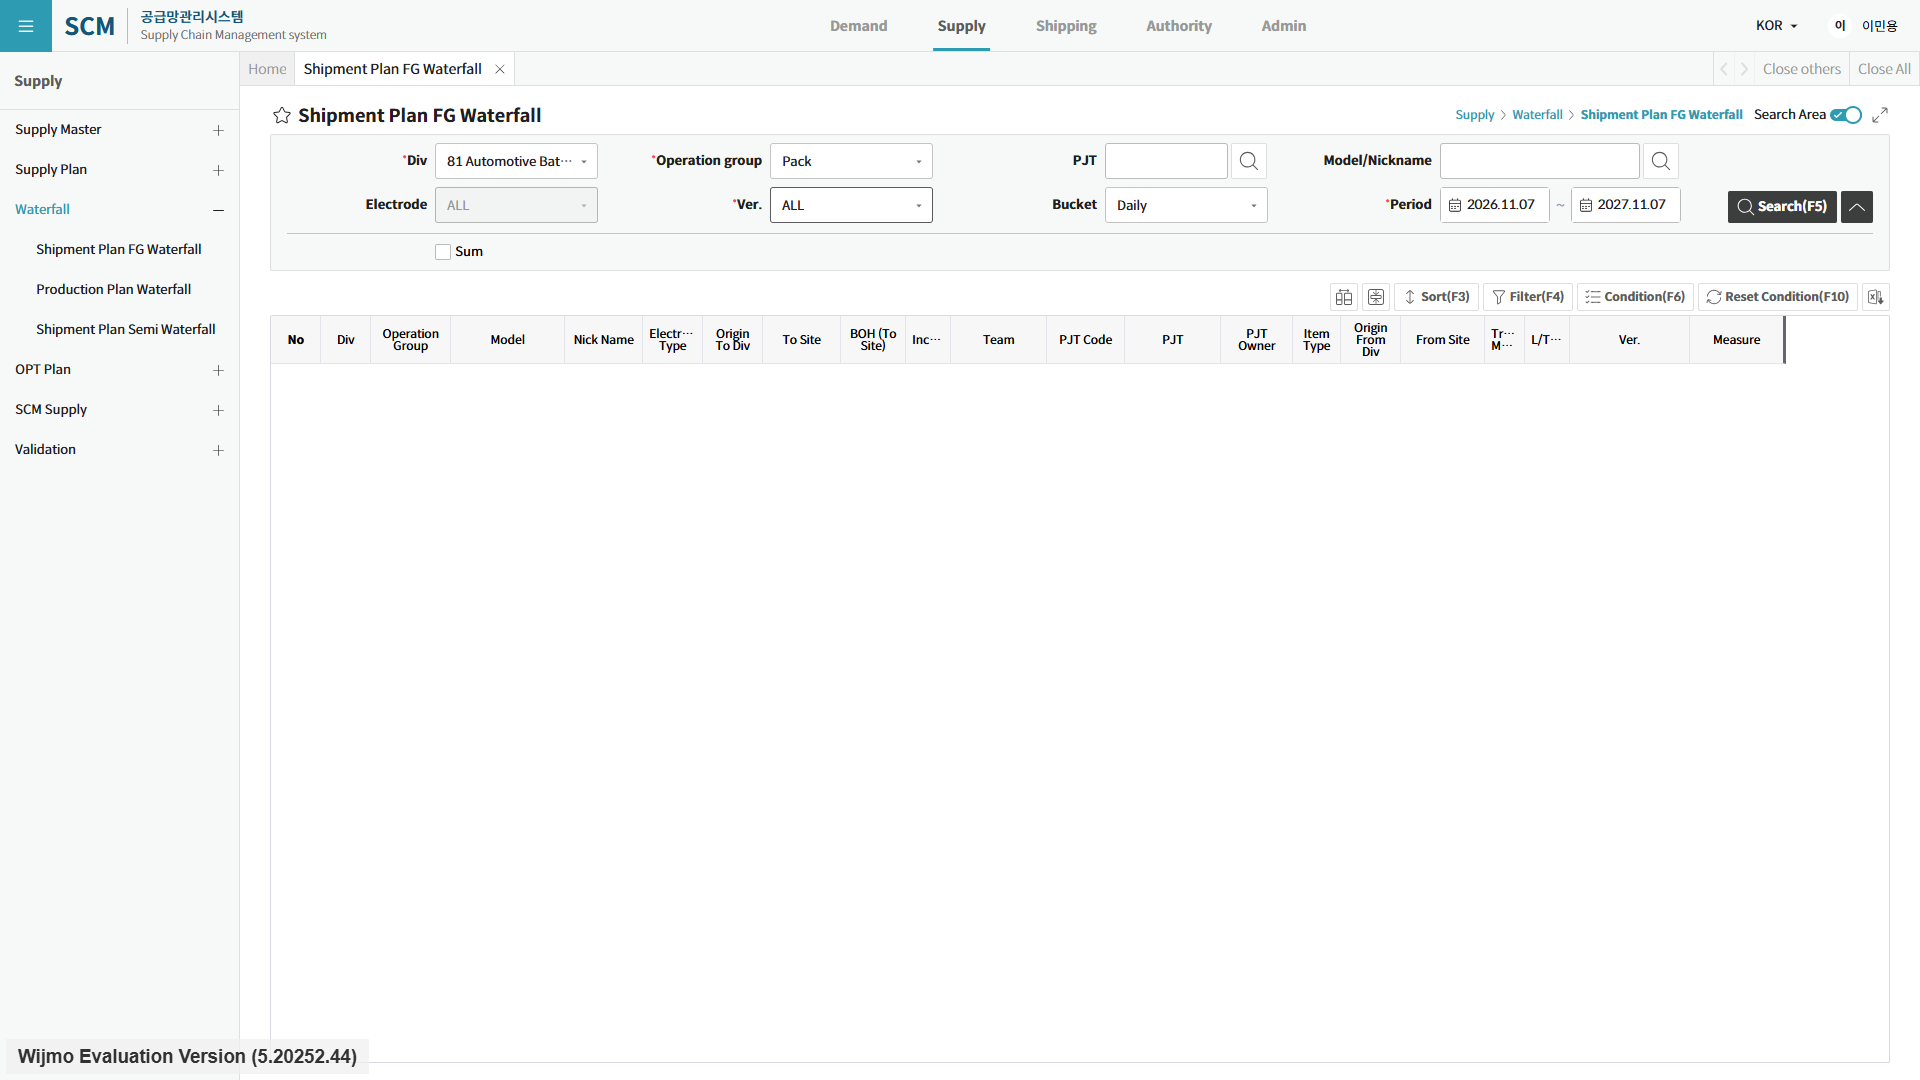 SCM
공급망관리시스템
Supply Chain Management system
Demand
Supply
Shipping
Authority
Admin
KOR
이
이민용
Supply
Home
Shipment Plan FG Waterfall
Close others
Close All
Supply Master
Supply Plan
Waterfall
Shipment Plan FG Waterfall
Production Plan Waterfall
Shipment Plan Semi Waterfall
OPT Plan
SCM Supply
Validation
Shipment Plan FG Waterfall
Supply > Waterfall > Shipment Plan FG Waterfall
Search Area
*Div
81 Automotive Bat···
*Operation group
Pack
PJT
Model/Nickname
Electrode
ALL
*Ver.
ALL
Bucket
Daily
*Period
2026.11.07 ~ 2027.11.07
Search(F5)
Sum
Sort(F3)
Filter(F4)
Condition(F6)
Reset Condition(F10)
No
Div
Operation
Group
Model
Nick Name
Electr···
Type
Origin
To Div
To Site
BOH (To
Site)
Inc···
Team
PJT Code
PJT
PJT
Owner
Item
Type
Origin
From
Div
From Site
Tr···
M···
L/T···
Ver.
Measure
Wijmo Evaluation Version (5.20252.44)